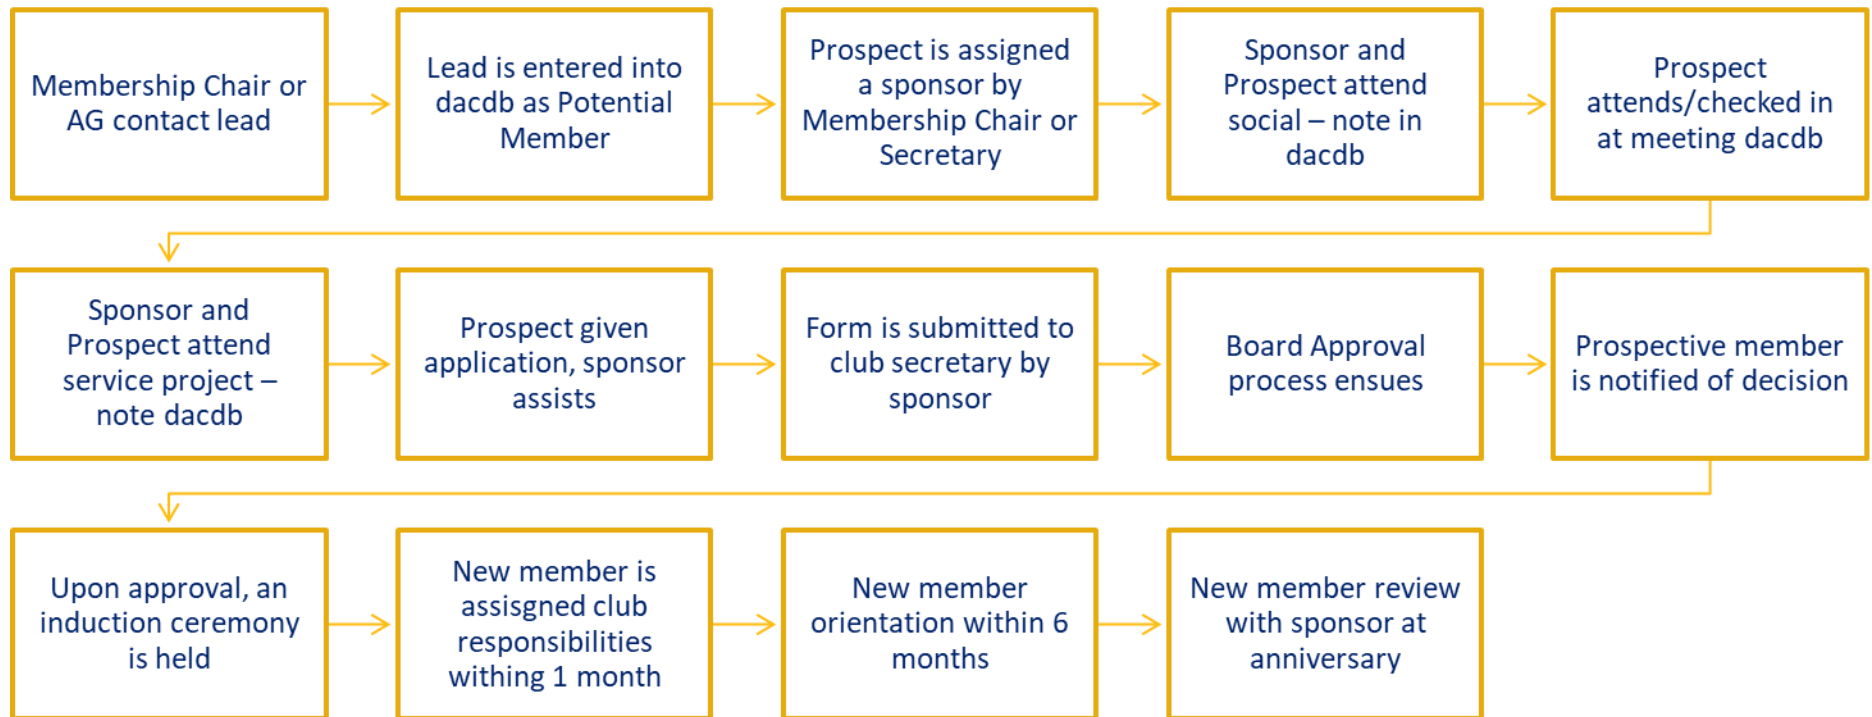 Membership Chair or
AG contact lead
Lead is entered into
dacdb as Potential
Member
Prospect is assigned
a sponsor by
Membership Chair or
Secretary
Sponsor and
Prospect attend
social – note in
dacdb
Prospect
attends/checked in
at meeting dacdb
Sponsor and
Prospect attend
service project –
note dacdb
Prospect given
application, sponsor
assists
Form is submitted to
club secretary by
sponsor
Board Approval
process ensues
Prospective member
is notified of decision
Upon approval, an
induction ceremony
is held
New member is
assisgned club
responsibilities
withing 1 month
New member
orientation within 6
months
New member review
with sponsor at
anniversary